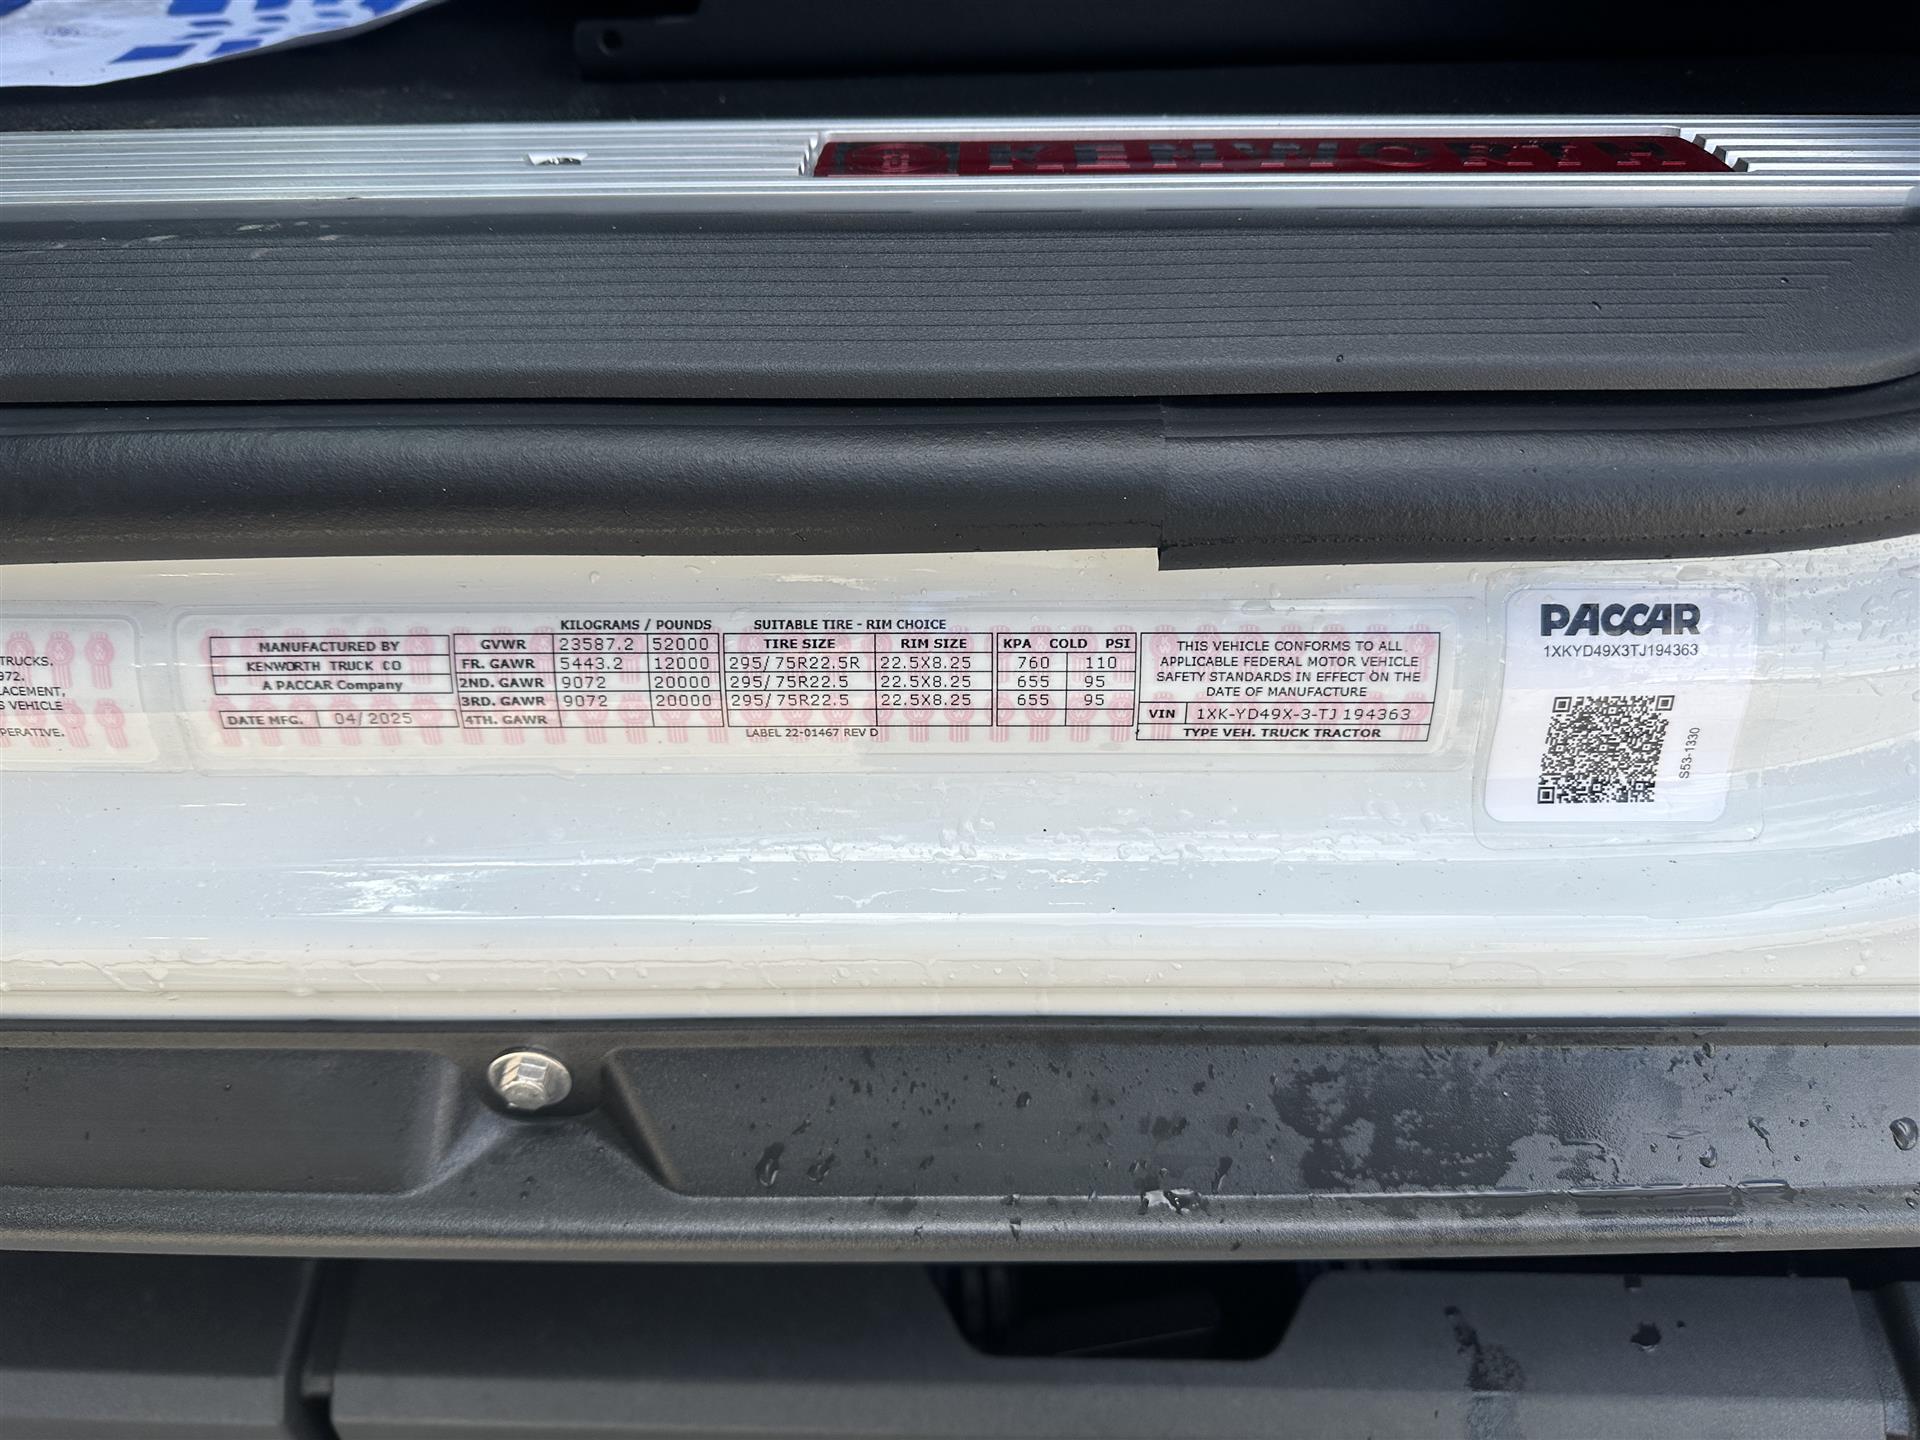 KENWORTH
TRUCKS.
972.
LACEMENT,
S VEHICLE
PERATIVE.
KILOGRAMS / POUNDS SUITABLE TIRE - RIM CHOICE
MANUFACTURED BY GVWR 23587.2 52000 TIRE SIZE RIM SIZE KPA COLD PSI
KENWORTH TRUCK CO FR. GAWR 5443.2 12000 295/75R22.5R 22.5X8.25 760 110
A PACCAR Company 2ND. GAWR 9072 20000 295/75R22.5 22.5X8.25 655 95
3RD. GAWR 9072 20000 295/75R22.5 22.5X8.25 655 95
DATE MFG. 04/2025 4TH. GAWR
LABEL 22-01467 REV D
THIS VEHICLE CONFORMS TO ALL
APPLICABLE FEDERAL MOTOR VEHICLE
SAFETY STANDARDS IN EFFECT ON THE
DATE OF MANUFACTURE
VIN 1XK-YD49X-3-TJ194363
TYPE VEH. TRUCK TRACTOR
PACCAR
1XKYD49X3TJ194363
S53-1330